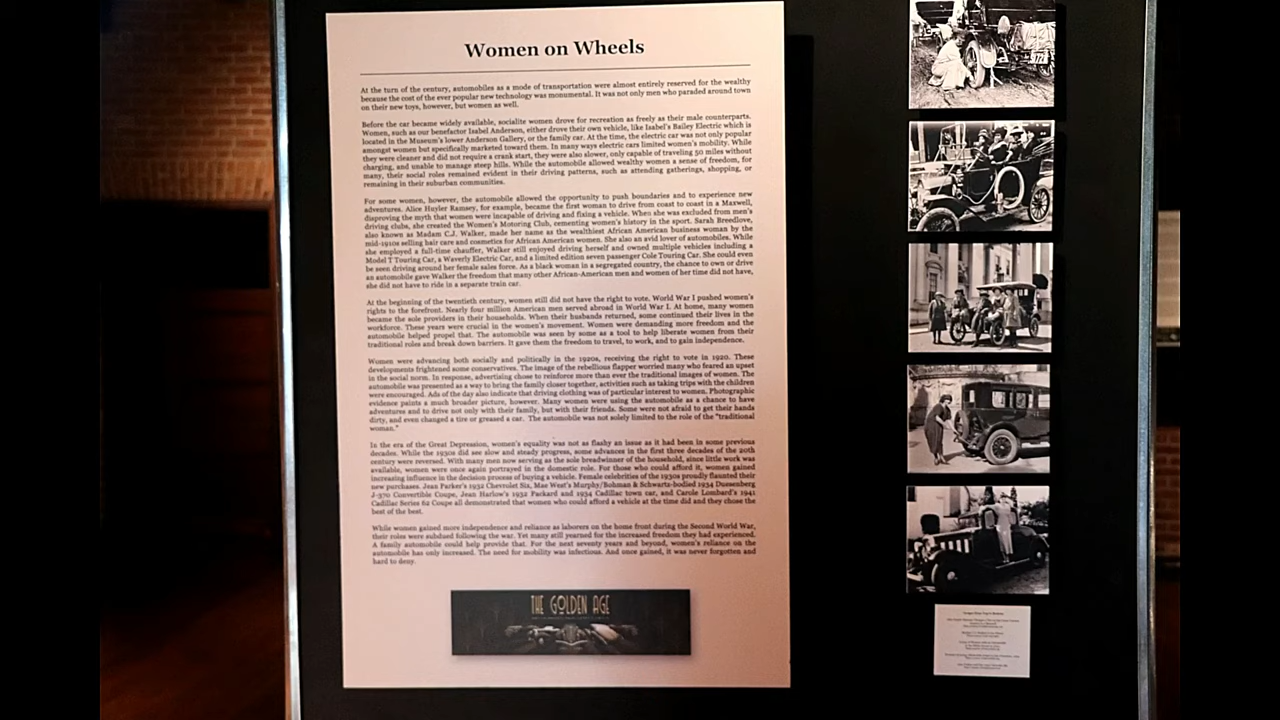 Women on Wheels
At the turn of the century, automobiles as a mode of transportation were almost entirely reserved for the wealthy
because the cost of the ever popular new technology was monumental. It was not only men who paraded around town
on their new toys, however, but women as well.
Before the car became widely available, socialite women drove for recreation as freely as their male counterparts.
Women, such as our benefactor Isabel Anderson, either drove their own vehicle, like Isabel's Bailey Electric which is
located in the Museum's lower Anderson Gallery, or the family car. At the time, the electric car was not only popular
amongst women but specifically marketed toward them. In many ways electric cars limited women's mobility. While
they were cleaner and did not require a crank start, they were also slower, only capable of traveling 50 miles without
charging, and unable to manage steep hills. While the automobile allowed wealthy women a sense of freedom, for
many, their social roles remained evident in their driving patterns, such as attending gatherings, shopping, or
remaining in their suburban communities.
For some women, however, the automobile allowed the opportunity to push boundaries and to experience new
adventures. Alice Huyler Ramsey, for example, became the first woman to drive from coast to coast in a Maxwell,
disproving the myth that women were incapable of driving and fixing a vehicle. When she was excluded from men's
driving clubs, she created the Women's Motoring Club, cementing women's history in the sport. Sarah Breedlove,
also known as Madam C.J. Walker, made her name as the wealthiest African American business woman by the
mid-1910s selling hair care and cosmetics for African American women. She also an avid lover of automobiles. While
she employed a full-time chauffer, Walker still enjoyed driving herself and owned multiple vehicles including a
Model T Touring Car, a Waverly Electric Car, and a limited edition seven passenger Cole Touring Car. She could even
be seen driving around her female sales force. As a black woman in a segregated country, the chance to own or drive
an automobile gave Walker the freedom that many other African-American men and women of her time did not have,
she did not have to ride in a separate train car.
At the beginning of the twentieth century, women still did not have the right to vote. World War I pushed women's
rights to the forefront. Nearly four million American men served abroad in World War I. At home, many women
became the sole providers in their households. When their husbands returned, some continued their lives in the
workforce. These years were crucial in the women's movement. Women were demanding more freedom and the
automobile helped propel that. The automobile was seen by some as a tool to help liberate women from their
traditional roles and break down barriers. It gave them the freedom to travel, to work, and to gain independence.
Women were advancing both socially and politically in the 1920s, receiving the right to vote in 1920. These
developments frightened some conservatives. The image of the rebellious flapper worried many who feared an upset
in the social norm. In response, advertising chose to reinforce more than ever the traditional images of women. The
automobile was presented as a way to bring the family closer together, activities such as taking trips with the children
were encouraged. Ads of the day also indicate that driving clothing was of particular interest to women. Photographic
evidence paints a much broader picture, however. Many women were using the automobile as a chance to have
adventures and to drive not only with their family, but with their friends. Some were not afraid to get their hands
dirty, and even changed a tire or greased a car. The automobile was not solely limited to the role of the "traditional
woman."
In the era of the Great Depression, women's equality was not as flashy an issue as it had been in some previous
decades. While the 1930s did see slow and steady progress, some advances in the first three decades of the 20th
century were reversed. With many men now serving as the sole breadwinner of the household, since little work was
available, women were once again portrayed in the domestic role. For those who could afford it, women gained
increasing influence in the decision process of buying a vehicle. Female celebrities of the 1930s proudly flaunted their
new purchases. Jean Parker's 1932 Chevrolet Six, Mae West's Murphy/Bohman & Schwartz-bodied 1934 Duesenberg
J-370 Convertible Coupe, Jean Harlow's 1932 Packard and 1934 Cadillac town car, and Carole Lombard's 1941
Cadillac Series 62 Coupe all demonstrated that women who could afford a vehicle at the time did and they chose the
best of the best.
While women gained more independence and reliance as laborers on the home front during the Second World War,
their roles were subdued following the war. Yet many still yearned for the increased freedom they had experienced.
A family automobile could help provide that. For the next seventy years and beyond, women's reliance on the
automobile has only increased. The need for mobility was infectious. And once gained, it was never forgotten and
hard to deny.
THE GOLDEN AGE